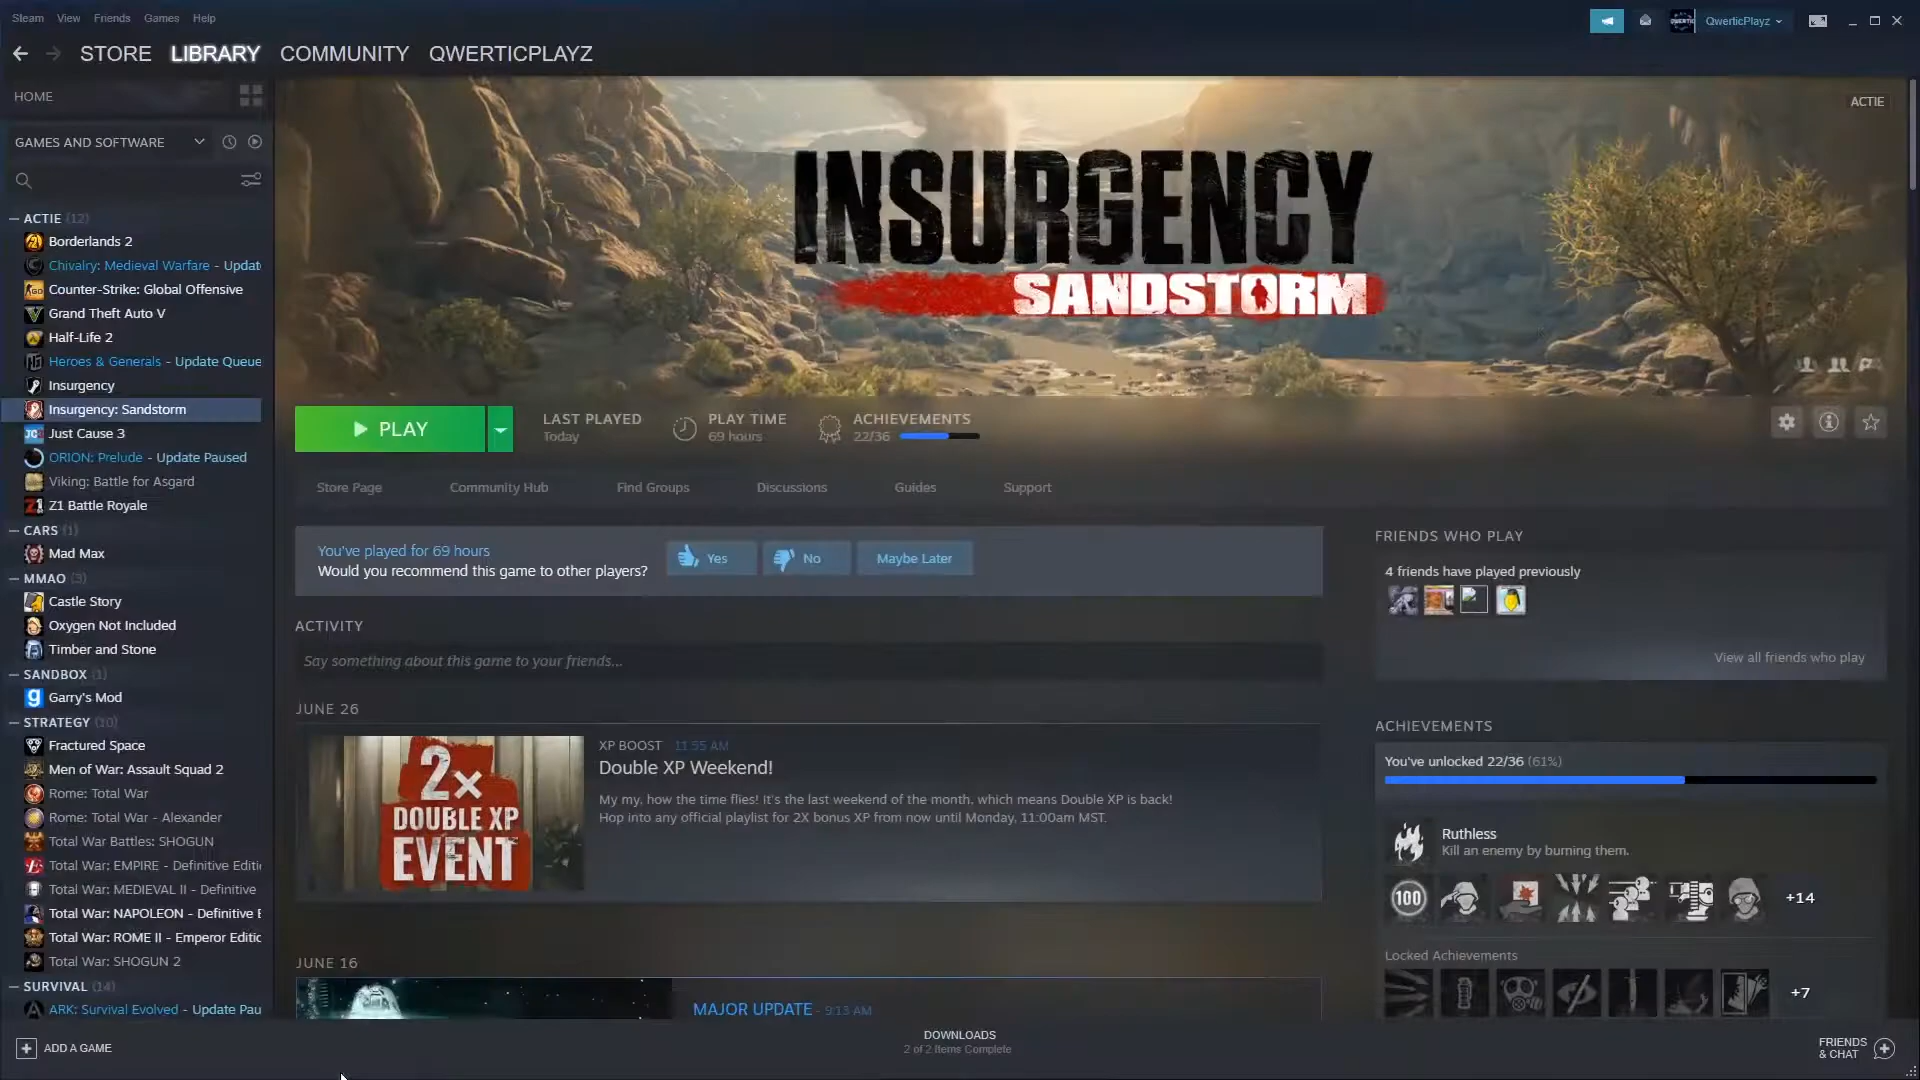 Steam View Friends Games Help
QwerticPlayz
STORE LIBRARY COMMUNITY QWERTICPLAYZ
HOME
GAMES AND SOFTWARE
ACTIE (12)
Borderlands 2
Chivalry: Medieval Warfare - Updat
Counter-Strike: Global Offensive
Grand Theft Auto V
Half-Life 2
Heroes & Generals - Update Queue
Insurgency
Insurgency: Sandstorm
Just Cause 3
ORION: Prelude - Update Paused
Viking: Battle for Asgard
Z1 Battle Royale
CARS (1)
Mad Max
MMAO (3)
Castle Story
Oxygen Not Included
Timber and Stone
SANDBOX (1)
Garry's Mod
STRATEGY (10)
Fractured Space
Men of War: Assault Squad 2
Rome: Total War
Rome: Total War - Alexander
Total War Battles: SHOGUN
Total War: EMPIRE - Definitive Editi
Total War: MEDIEVAL II - Definitive
Total War: NAPOLEON - Definitive E
Total War: ROME II - Emperor Editic
Total War: SHOGUN 2
SURVIVAL (14)
ARK: Survival Evolved - Update Pau
ADD A GAME
ACTIE
INSURGENCY
SANDSTORM
PLAY
LAST PLAYED
Today
PLAY TIME
69 hours
ACHIEVEMENTS
22/36
Store Page Community Hub Find Groups Discussions Guides Support
You've played for 69 hours
Would you recommend this game to other players?
Yes No Maybe Later
ACTIVITY
Say something about this game to your friends...
JUNE 26
2x
DOUBLE XP
EVENT
XP BOOST 11:55 AM
Double XP Weekend!
My my, how the time flies! It's the last weekend of the month, which means Double XP is back!
Hop into any official playlist for 2X bonus XP from now until Monday, 11:00am MST.
JUNE 16
MAJOR UPDATE - 9:13 AM
FRIENDS WHO PLAY
4 friends have played previously
View all friends who play
ACHIEVEMENTS
You've unlocked 22/36 (61%)
Ruthless
Kill an enemy by burning them.
100
+14
Locked Achievements
+7
DOWNLOADS
2 of 2 Items Complete
FRIENDS
& CHAT